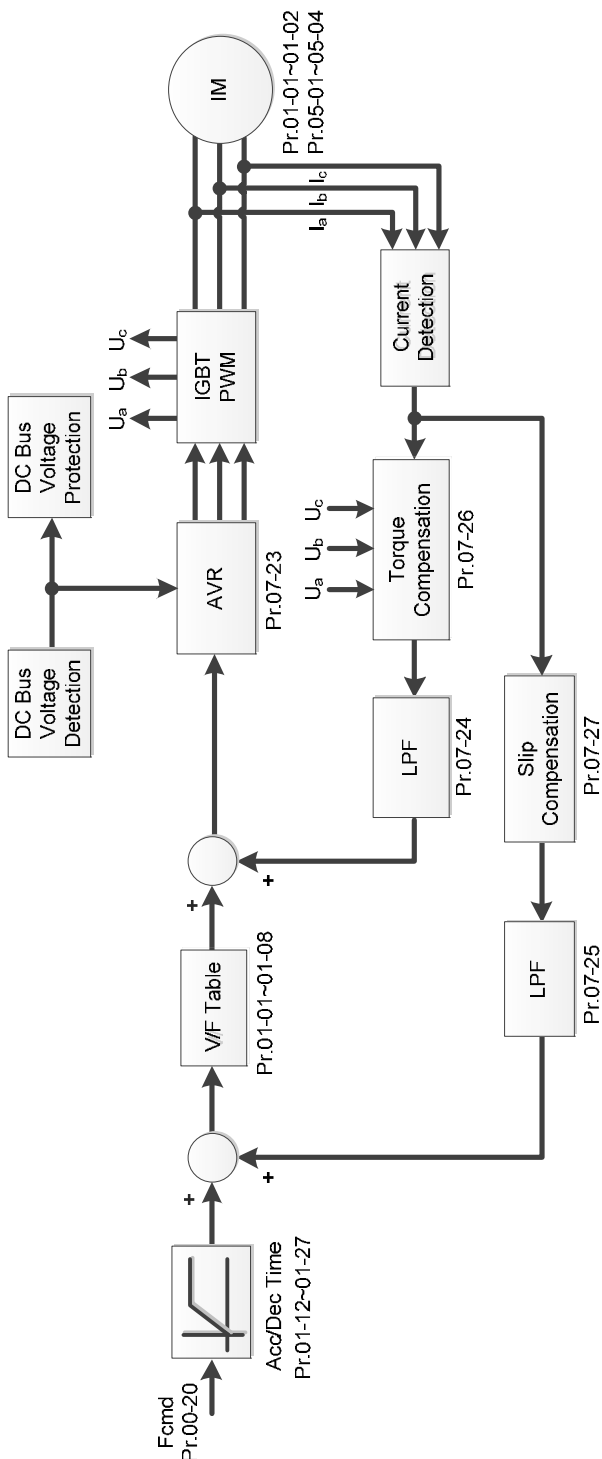 Fcmd
Pr.00-20
Acc/Dec Time
Pr.01-12~01-27
+
+
V/F Table
Pr.01-01~01-08
+
+
DC Bus
Voltage
Detection
DC Bus
Voltage
Protection
AVR
Pr.07-23
Ua
Ub
Uc
IGBT
PWM
IM
Pr.01-01~01-02
Pr.05-01~05-04
Ia
Ib
Ic
Current
Detection
Ua
Ub
Uc
Torque
Compensation
Pr.07-26
LPF
Pr.07-24
Slip
Compensation
Pr.07-27
LPF
Pr.07-25